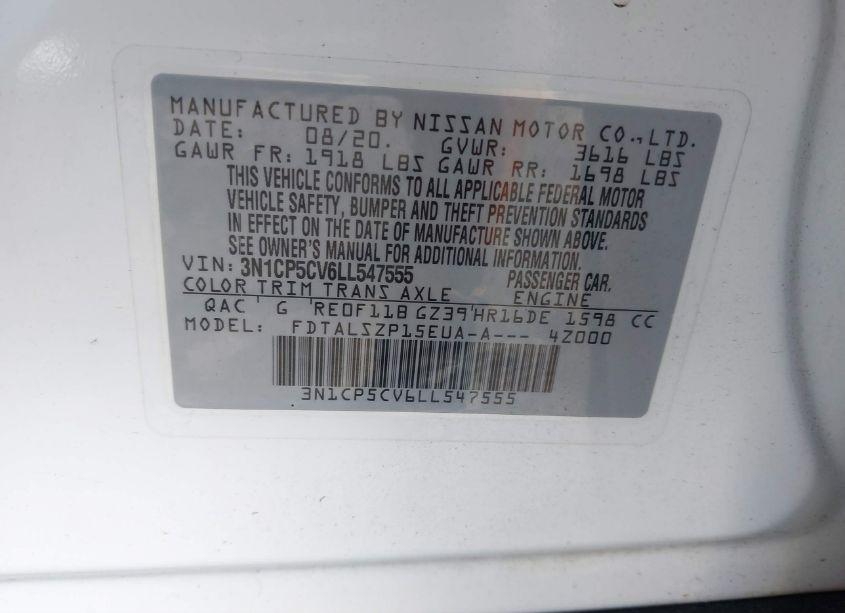 MANUFACTURED BY NISSAN MOTOR CO., LTD.
DATE: 08/20. GVWR: 3616 LBS
GAWR FR: 1918 LBS GAWR RR: 1698 LBS
THIS VEHICLE CONFORMS TO ALL APPLICABLE FEDERAL MOTOR
VEHICLE SAFETY, BUMPER AND THEFT PREVENTION STANDARDS
IN EFFECT ON THE DATE OF MANUFACTURE SHOWN ABOVE.
SEE OWNER'S MANUAL FOR ADDITIONAL INFORMATION.
VIN: 3N1CP5CV6LL547555 PASSENGER CAR.
COLOR TRIM TRANS AXLE ENGINE
QAC ' G 'RE0F11B GZ39'HR16DE 1598 CC
MODEL: FDTALSZP15EUA-A--- 4Z000
3N1CP5CV6LL547555